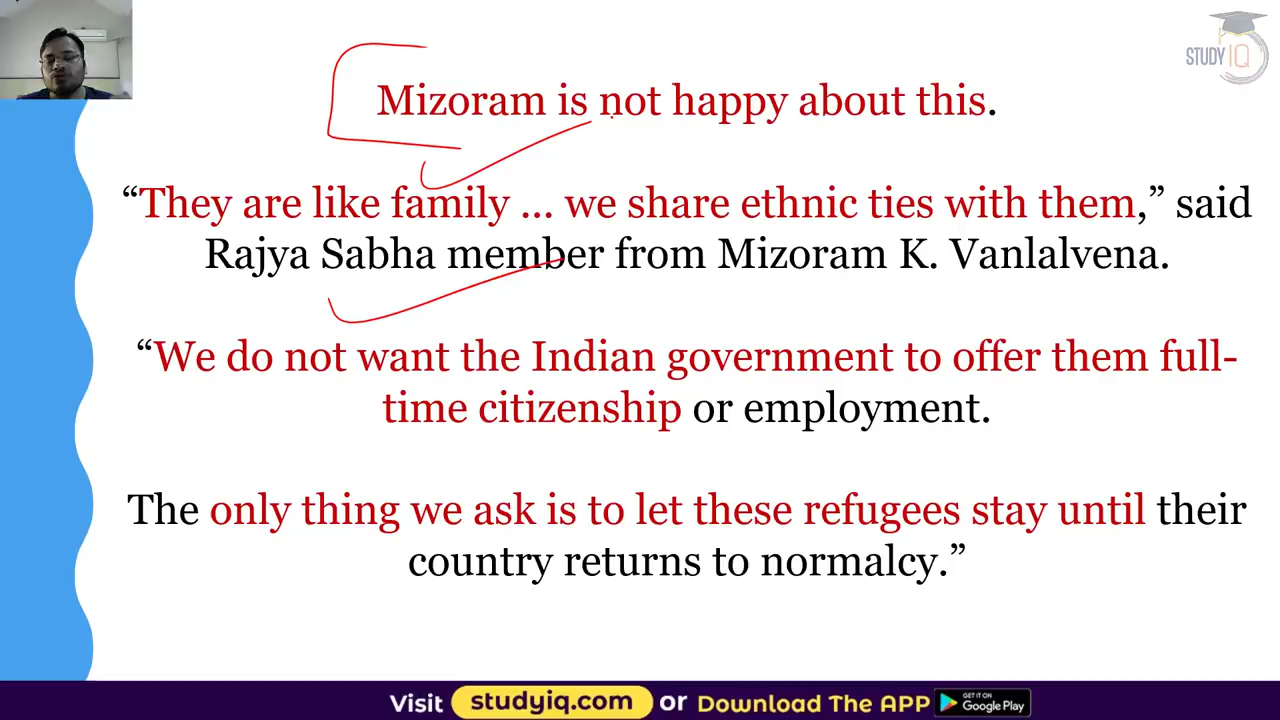 STUDY IQ
Mizoram is not happy about this.
“They are like family ... we share ethnic ties with them,” said
Rajya Sabha member from Mizoram K. Vanlalvena.
“We do not want the Indian government to offer them full-
time citizenship or employment.
The only thing we ask is to let these refugees stay until their
country returns to normalcy.”
Visit studyiq.com or Download The APP GET IT ON Google Play